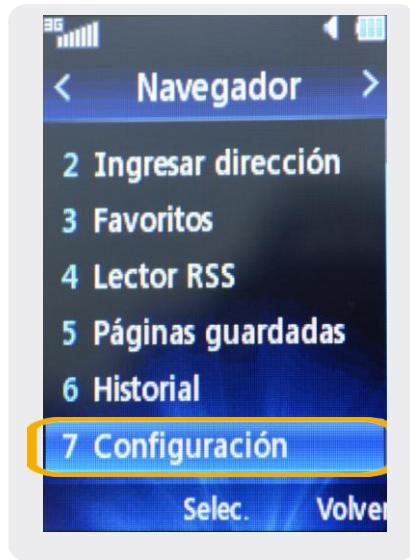 3G
< Navegador >
2 Ingresar dirección
3 Favoritos
4 Lector RSS
5 Páginas guardadas
6 Historial
7 Configuración
Selec. Volver